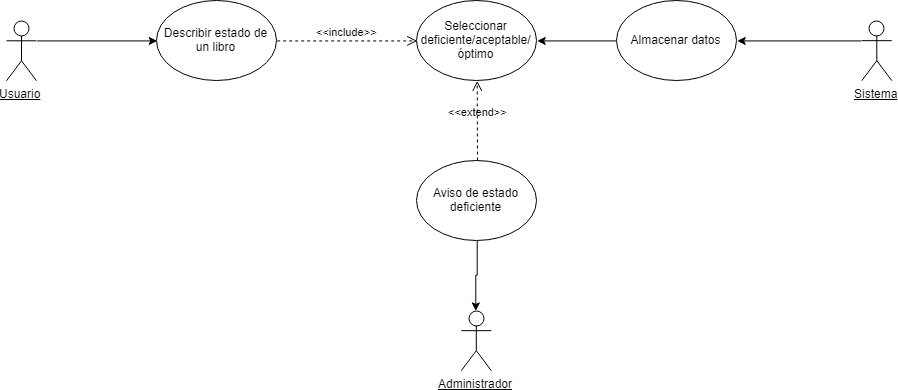 Describir estado de
un libro
<<include>>
Seleccionar
deficiente/aceptable/
óptimo
Almacenar datos
Usuario
Sistema
<<extend>>
Aviso de estado
deficiente
Administrador